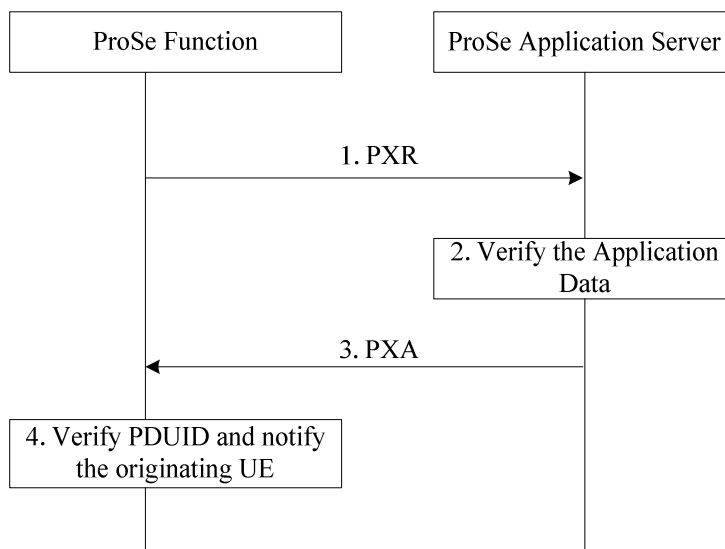 ProSe Function
ProSe Application Server
1. PXR
2. Verify the Application
Data
3. PXA
4. Verify PDUID and notify
the originating UE